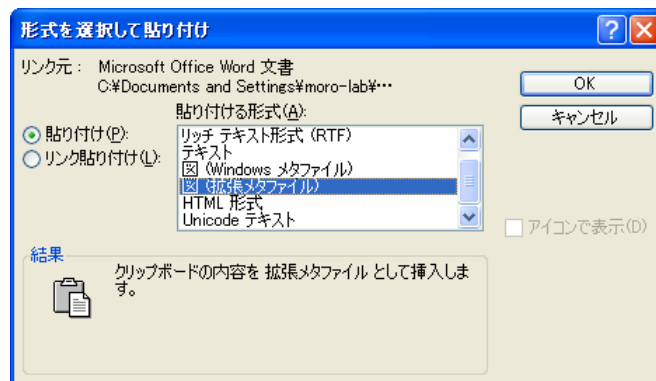 形式を選択して貼り付け
リンク元： Microsoft Office Word 文書
C:¥Documents and Settings¥moro-lab¥…
OK
キャンセル
貼り付ける形式(A):
貼り付け(P):
リンク貼り付け(L):
リッチ テキスト形式 (RTF)
テキスト
図 (Windows メタファイル)
図 (拡張メタファイル)
HTML 形式
Unicode テキスト
アイコンで表示(D)
結果
クリップボードの内容を 拡張メタファイル として挿入しま
す。